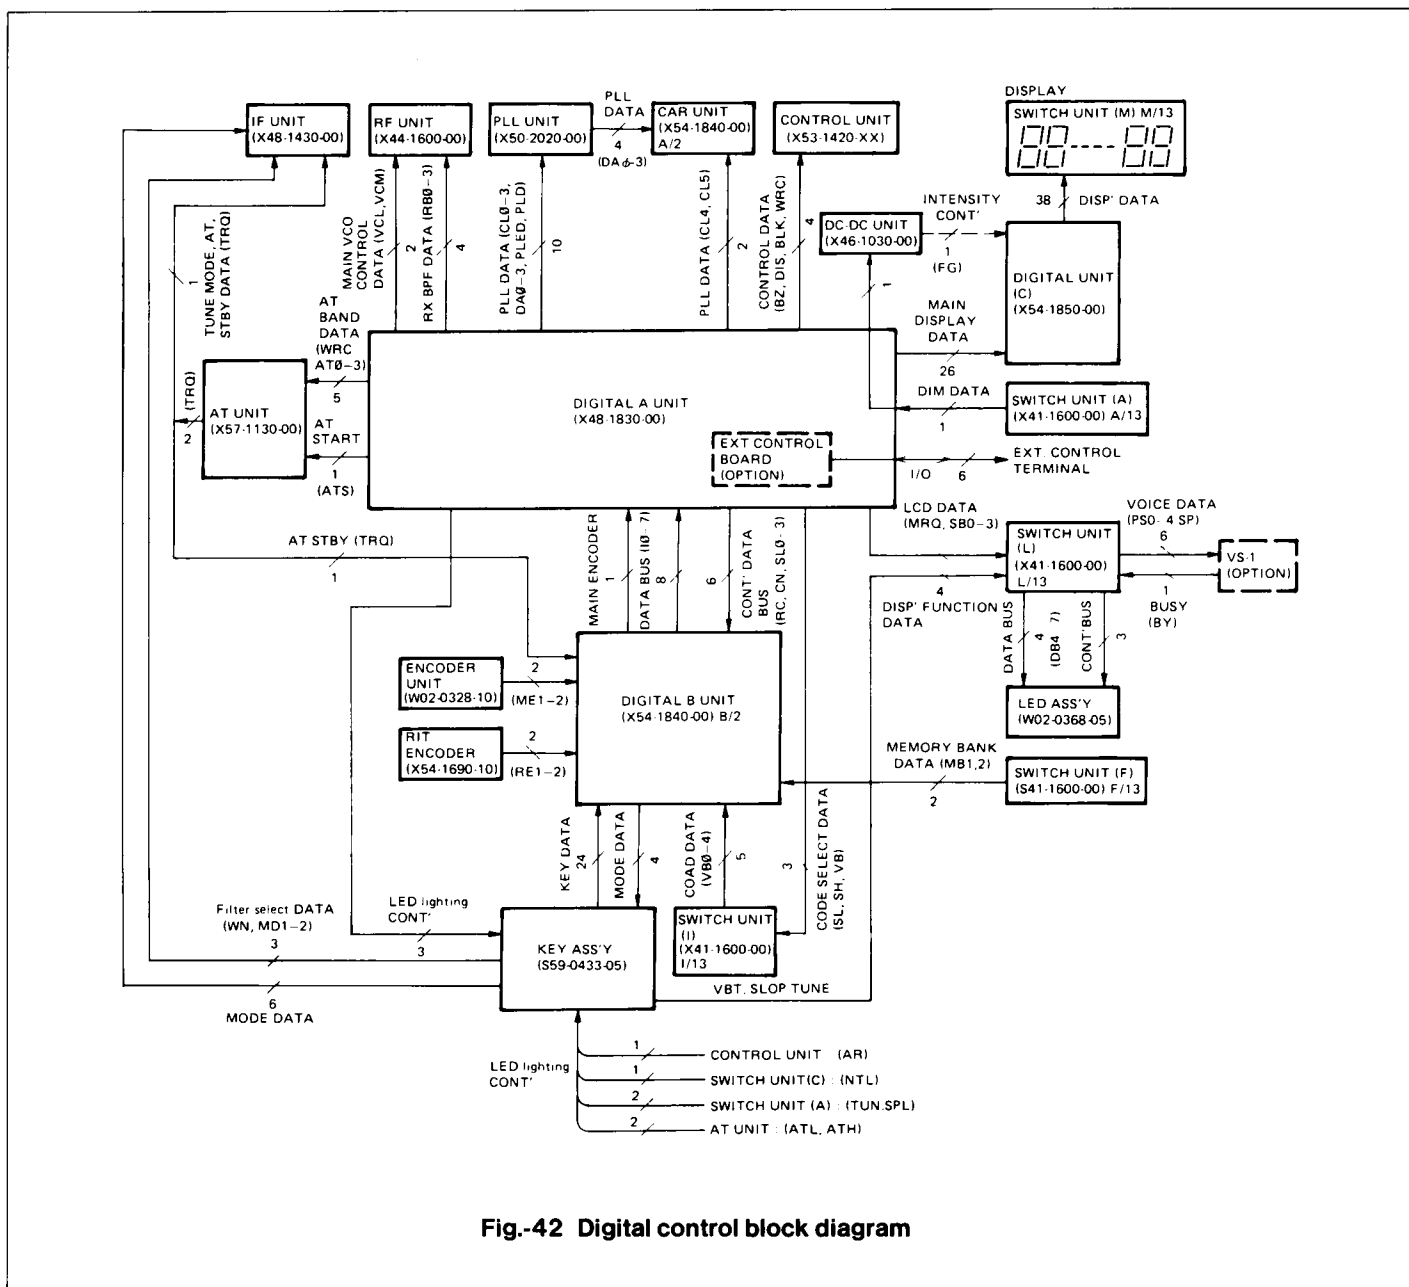 DISPLAY
SWITCH UNIT (M) M/13
88 ---- 88
IF UNIT
(X48-1430-00)
RF UNIT
(X44-1600-00)
PLL UNIT
(X50-2020-00)
PLL
DATA
4
(DAϕ-3)
CAR UNIT
(X54-1840-00)
A/2
CONTROL UNIT
(X53-1420-XX)
38
DISP' DATA
TUNE MODE, AT,
STBY DATA (TRQ)
1
MAIN VCO
CONTROL
DATA (VCL, VCM)
2
RX BPF DATA (RB0-3)
4
PLL DATA (CL0-3,
DA0-3, PLED, PLD)
10
PLL DATA (CL4, CL5)
2
CONTROL DATA
(BZ, DIS, BLK, WRC)
4
DC-DC UNIT
(X46-1030-00)
INTENSITY
CONT'
1
(FG)
DIGITAL UNIT
(C)
(X54-1850-00)
1
MAIN
DISPLAY
DATA
26
AT
BAND
DATA
(WRC
AT0-3)
5
(TRQ)
2
AT UNIT
(X57-1130-00)
AT
START
1
(ATS)
DIGITAL A UNIT
(X48-1830-00)
DIM DATA
1
SWITCH UNIT (A)
(X41-1600-00) A/13
EXT CONTROL
BOARD
(OPTION)
I/O
6
EXT. CONTROL
TERMINAL
AT STBY (TRQ)
1
MAIN ENCODER
1
DATA BUS (I0-7)
8
6
CONT' DATA
BUS
(RC, CN, SL0-3)
LCD DATA
(MRQ, SB0-3)
SWITCH UNIT
(L)
(X41-1600-00)
L/13
VOICE DATA
(PS0-4 SP)
6
VS-1
(OPTION)
1
BUSY
(BY)
4
DISP' FUNCTION
DATA
DATA BUS
4
(DB4 7)
CONT'BUS
3
LED ASS'Y
(W02-0368-05)
ENCODER
UNIT
(W02-0328-10)
2
(ME1-2)
RIT
ENCODER
(X54-1690-10)
2
(RE1-2)
DIGITAL B UNIT
(X54-1840-00) B/2
MEMORY BANK
DATA (MB1,2)
2
SWITCH UNIT (F)
(S41-1600-00) F/13
KEY DATA
24
MODE DATA
4
COAD DATA
(VB0-4)
5
3
CODE SELECT DATA
(SL, SH, VB)
Filter select DATA
(WN, MD1-2)
3
LED lighting
CONT'
3
KEY ASS'Y
(S59-0433-05)
SWITCH UNIT
(I)
(X41-1600-00)
I/13
6
MODE DATA
VBT. SLOP TUNE
LED lighting
CONT'
1
CONTROL UNIT (AR)
1
SWITCH UNIT(C) : (NTL)
2
SWITCH UNIT (A) : (TUN.SPL)
2
AT UNIT : (ATL, ATH)
Fig.-42 Digital control block diagram